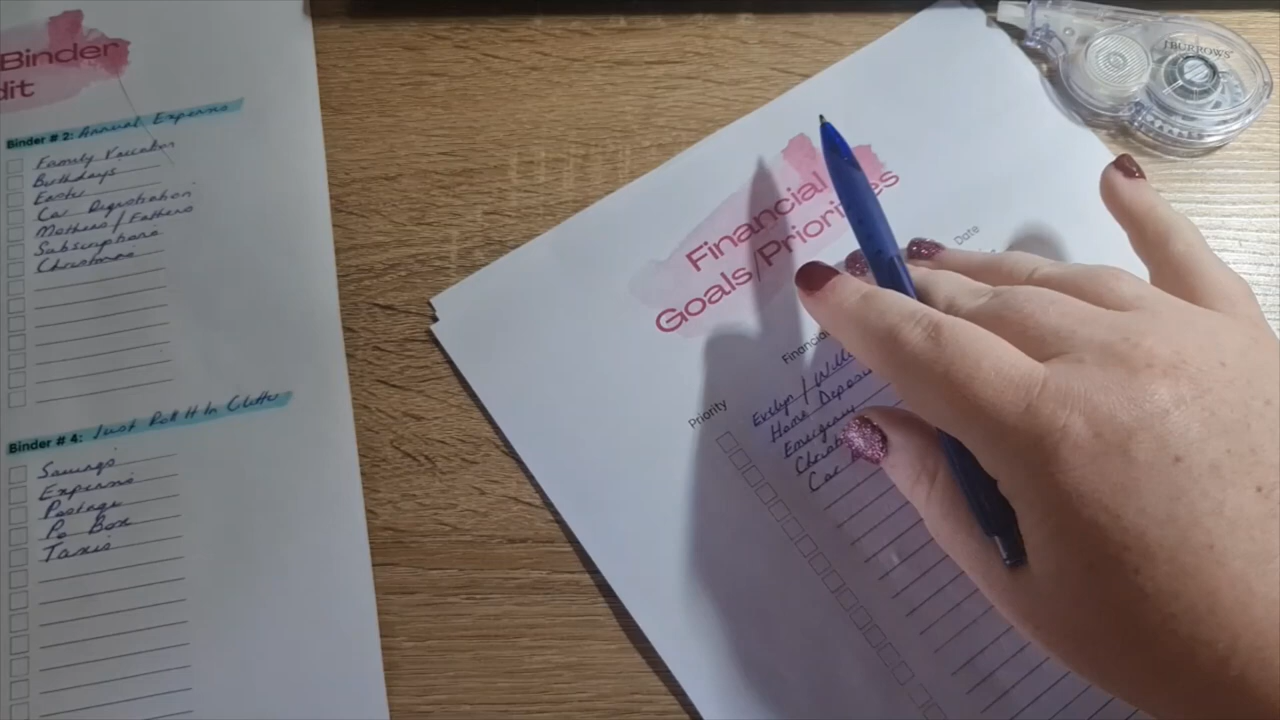 Binder
dit
Binder # 2: Annual Expenses
Family Vacation
Birthdays
Easter
Car Registration
Mothers/Fathers
Subscriptions
Christmas
Binder # 4: Just Roll It In Clutter
Savings
Expenses
Postage
Po Box
Taxes
Financial
Goals/Priorities
Date
Financial
Priority
Evelyn /
Home Deposit
Emergency
Christ
Car
J.BURROWS